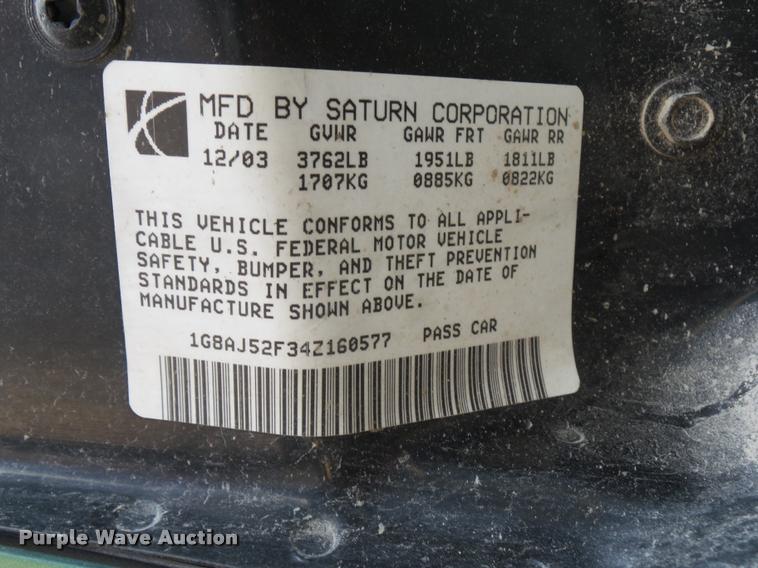 MFD BY SATURN CORPORATION
DATE GVWR GAWR FRT GAWR RR
12/03 3762LB 1951LB 1811LB
1707KG 0885KG 0822KG
THIS VEHICLE CONFORMS TO ALL APPLI-
CABLE U.S. FEDERAL MOTOR VEHICLE
SAFETY, BUMPER, AND THEFT PREVENTION
STANDARDS IN EFFECT ON THE DATE OF
MANUFACTURE SHOWN ABOVE.
1G8AJ52F34Z160577 PASS CAR
Purple Wave Auction